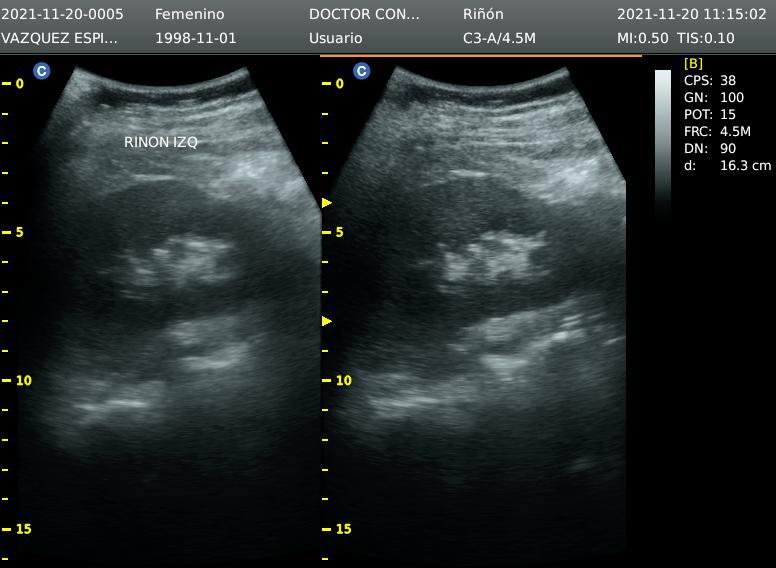 2021-11-20-0005 Femenino DOCTOR CON... Riñón 2021-11-20 11:15:02
VAZQUEZ ESPI... 1998-11-01 Usuario C3-A/4.5M MI:0.50 TIS:0.10
C
C
[B]
CPS: 38
GN: 100
POT: 15
FRC: 4.5M
DN: 90
d: 16.3 cm
RINON IZQ
0
5
10
15
0
5
10
15